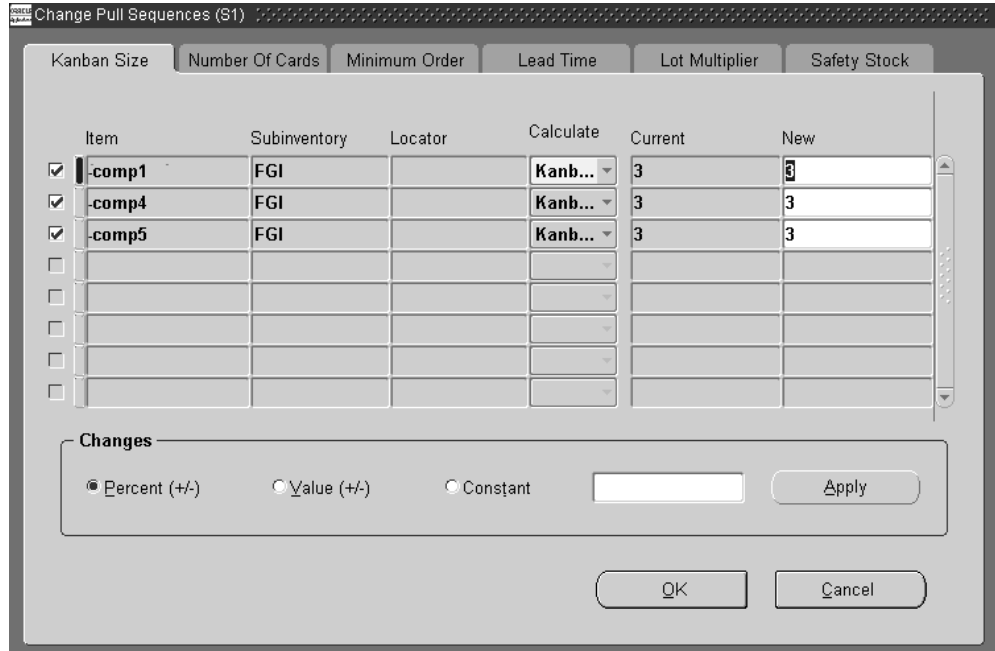 Change Pull Sequences (S1)
Kanban Size Number Of Cards Minimum Order Lead Time Lot Multiplier Safety Stock
Item Subinventory Locator Calculate Current New
-comp1 FGI Kanb... 3 3
-comp4 FGI Kanb... 3 3
-comp5 FGI Kanb... 3 3
Changes
Percent (+/-) Value (+/-) Constant Apply
OK Cancel